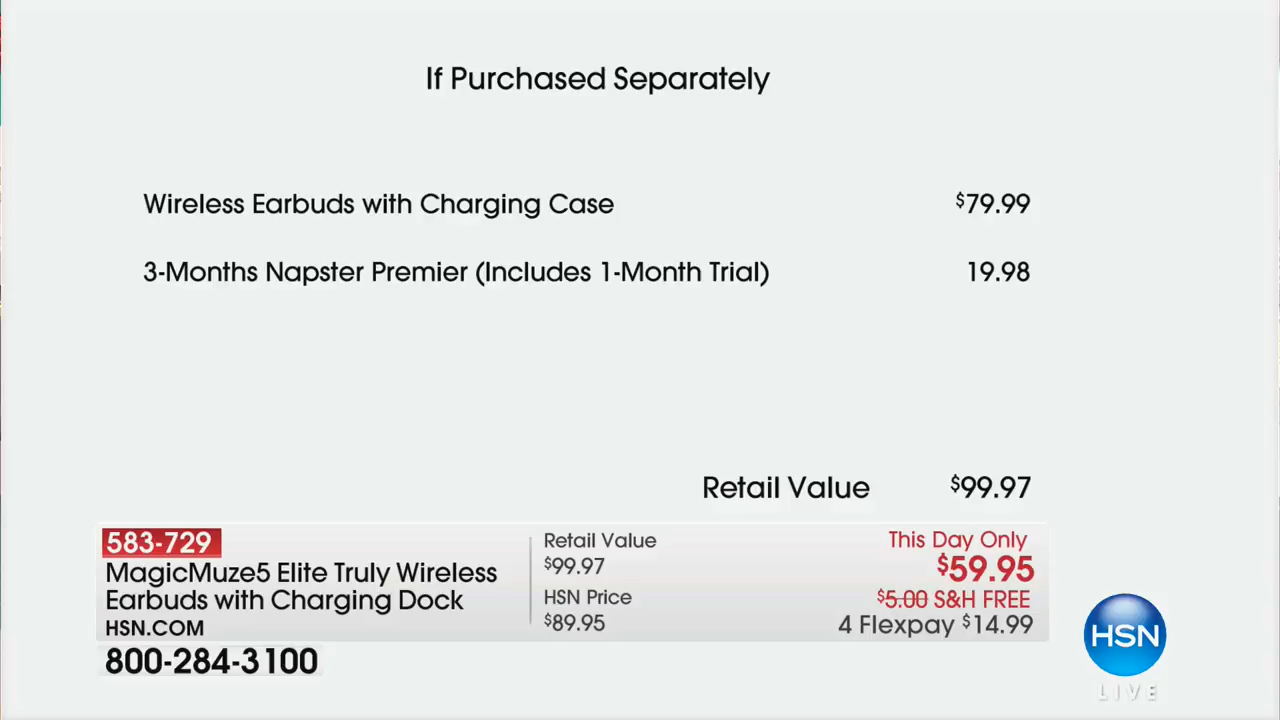 If Purchased Separately
Wireless Earbuds with Charging Case $79.99
3-Months Napster Premier (Includes 1-Month Trial) 19.98
Retail Value $99.97
583-729
MagicMuze5 Elite Truly Wireless
Earbuds with Charging Dock
HSN.COM
800-284-3100
Retail Value
$99.97
HSN Price
$89.95
This Day Only
$59.95
$5.00 S&H FREE
4 Flexpay $14.99
HSN
LIVE